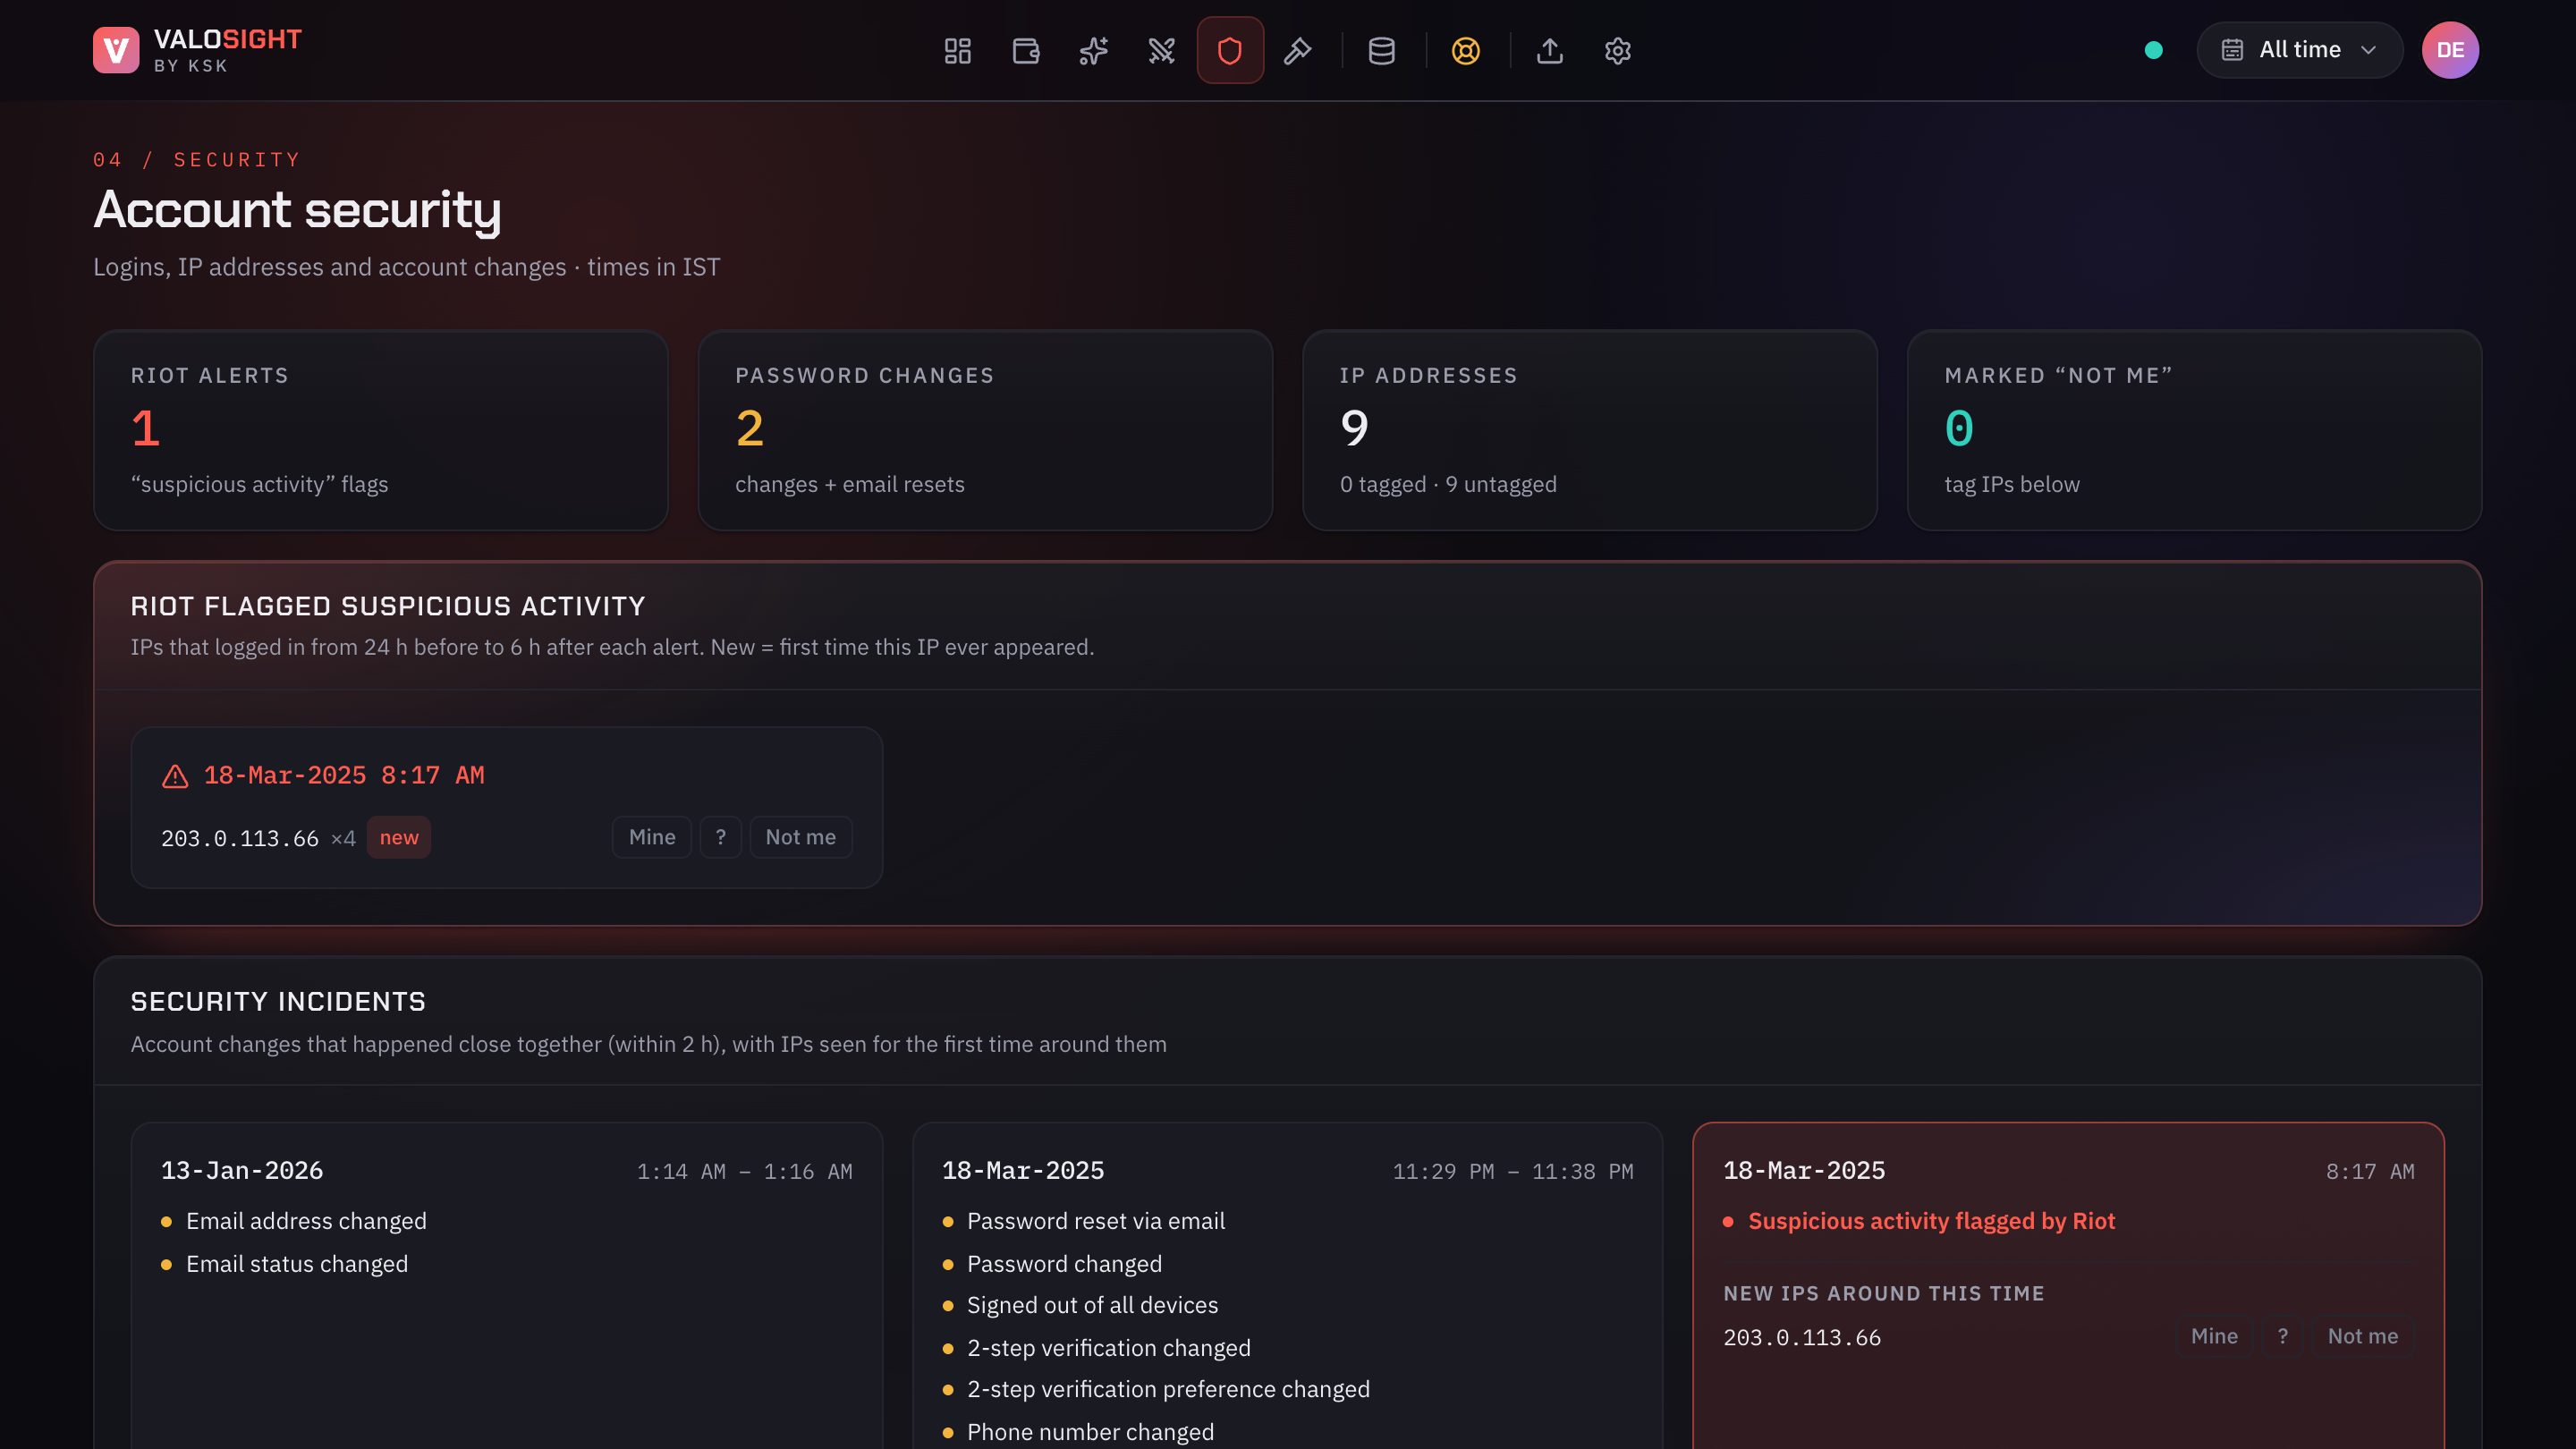 VALOSIGHT
BY KSK
All time
DE
04 / SECURITY
Account security
Logins, IP addresses and account changes · times in IST
RIOT ALERTS
1
“suspicious activity” flags
PASSWORD CHANGES
2
changes + email resets
IP ADDRESSES
9
0 tagged · 9 untagged
MARKED “NOT ME”
0
tag IPs below
RIOT FLAGGED SUSPICIOUS ACTIVITY
IPs that logged in from 24 h before to 6 h after each alert. New = first time this IP ever appeared.
18-Mar-2025 8:17 AM
203.0.113.66 ×4 new Mine ? Not me
SECURITY INCIDENTS
Account changes that happened close together (within 2 h), with IPs seen for the first time around them
13-Jan-2026 1:14 AM – 1:16 AM
Email address changed
Email status changed
18-Mar-2025 11:29 PM – 11:38 PM
Password reset via email
Password changed
Signed out of all devices
2-step verification changed
2-step verification preference changed
Phone number changed
18-Mar-2025 8:17 AM
Suspicious activity flagged by Riot
NEW IPS AROUND THIS TIME
203.0.113.66 Mine ? Not me